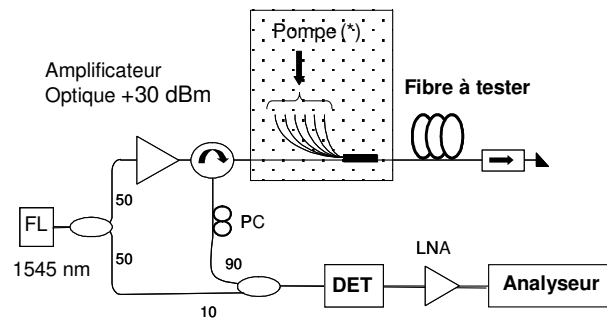 Pompe (*)
Amplificateur
Optique +30 dBm
Fibre à tester
50
FL
PC
1545 nm
50
90
10
LNA
DET
Analyseur